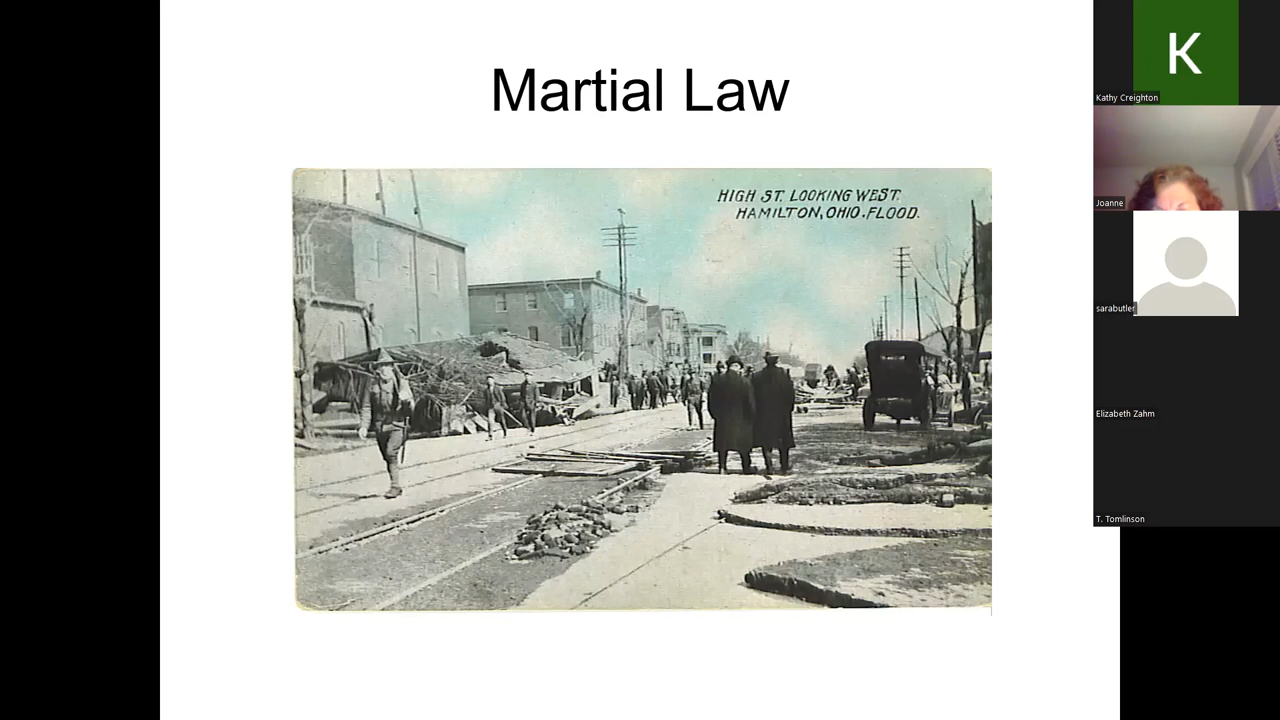 Martial Law
HIGH ST. LOOKING WEST.
HAMILTON, OHIO. FLOOD.
K
Kathy Creighton
Joanne
sarabutler
Elizabeth Zahm
T. Tomlinson